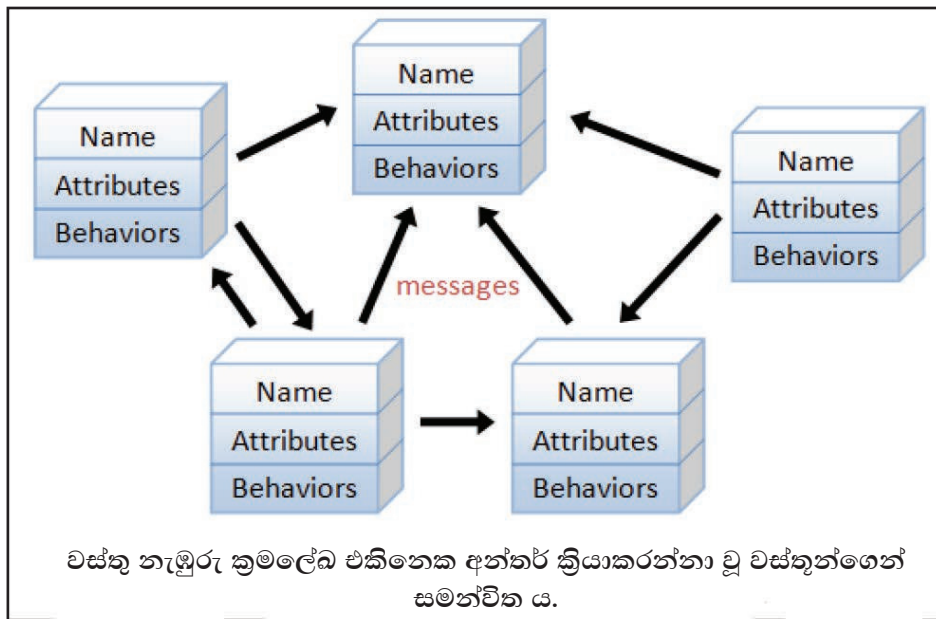 Name
Attributes
Behaviors
Name
Attributes
Behaviors
Name
Attributes
Behaviors
messages
Name
Attributes
Behaviors
Name
Attributes
Behaviors
වස්තු නැඹුරු ක්‍රමලේඛ එකිනෙක අන්තර් ක්‍රියාකරන්නා වූ වස්තූන්ගෙන්
සමන්විත ය.